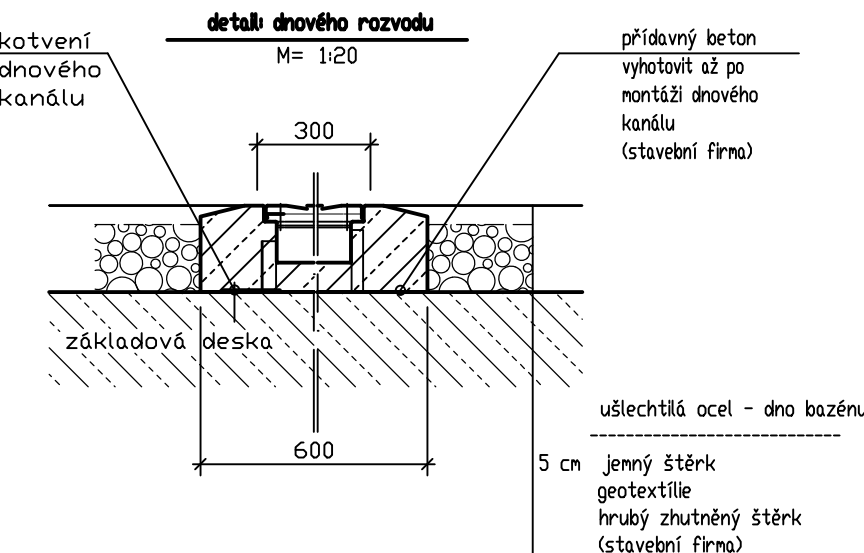 detail: dnového rozvodu
M= 1:20
kotvení
dnového
kanálu
přídavný beton
vyhotovit až po
montáži dnového
kanálu
(stavební firma)
300
základová deska
600
ušlechtilá ocel - dno bazénu
5 cm jemný štěrk
geotextílie
hrubý zhutněný štěrk
(stavební firma)